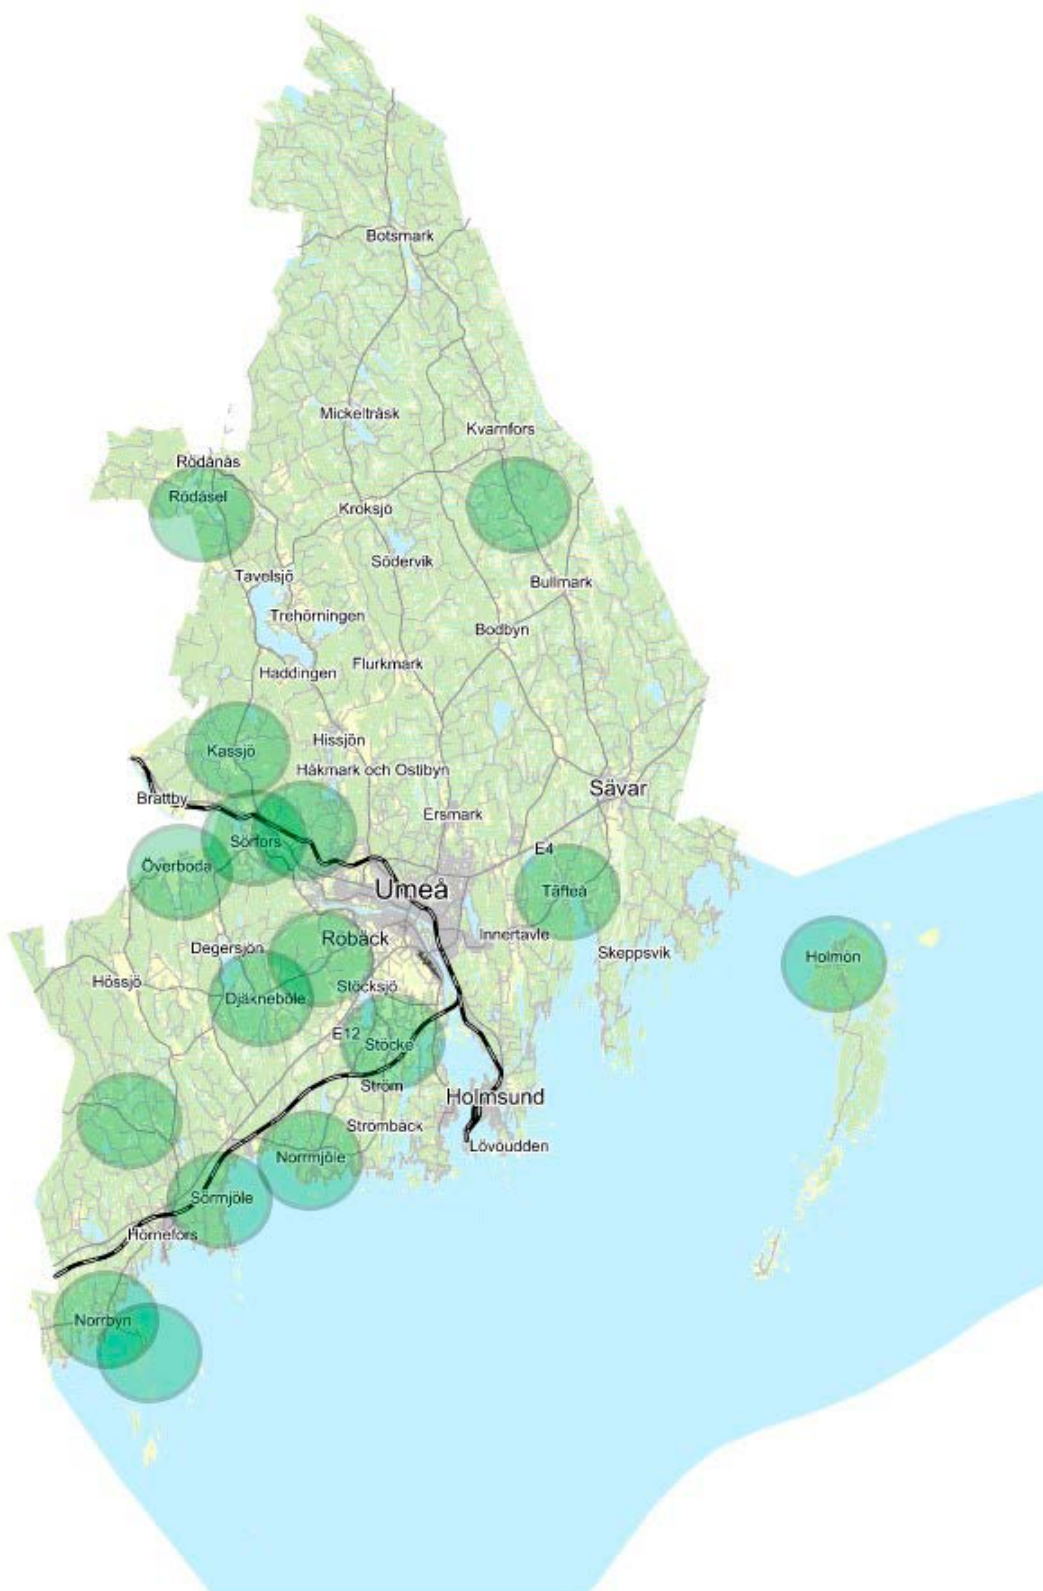 Botsmark
Mickelträsk
Kvarnfors
Rödånäs
Rödåsel
Kroksjö
Södervik
Tavelsjö
Bullmark
Trehörningen
Bodbyn
Flurkmark
Haddingen
Hissjön
Kassjö
Håkmark och Ostibyn
Sävar
Brattby
Ersmark
Sörfors
E4
Överboda
Umeå
Täfteå
Innertavle
Röbäck
Degersjön
Skeppsvik
Holmön
Hössjö
Stöcksjö
Djäkneböle
E12
Stöcke
Ström
Holmsund
Strömbäck
Lövöudden
Norrmjöle
Sörmjöle
Hörnefors
Norrbyn